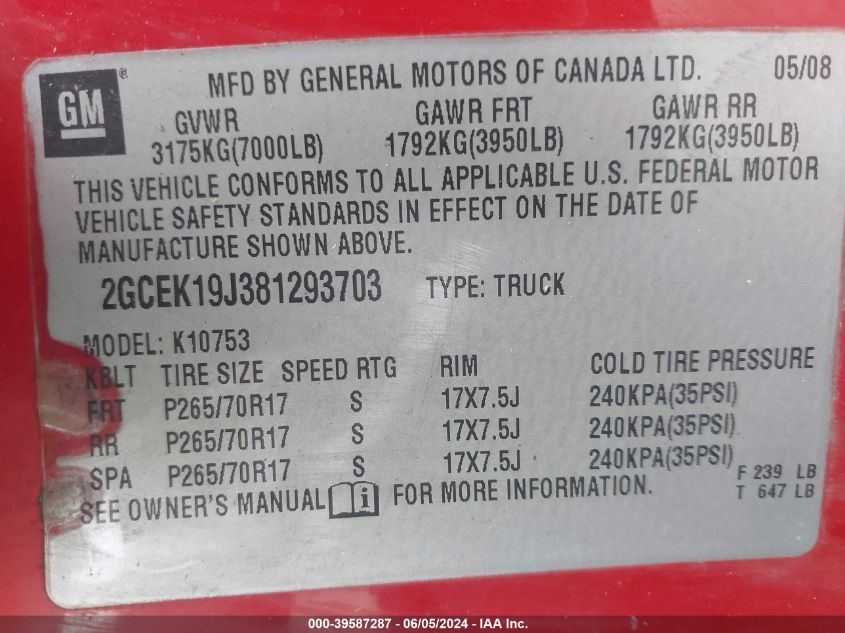 GM ® MFD BY GENERAL MOTORS OF CANADA LTD. 05/08
GVWR GAWR FRT GAWR RR
3175KG(7000LB) 1792KG(3950LB) 1792KG(3950LB)
THIS VEHICLE CONFORMS TO ALL APPLICABLE U.S. FEDERAL MOTOR
VEHICLE SAFETY STANDARDS IN EFFECT ON THE DATE OF
MANUFACTURE SHOWN ABOVE.
2GCEK19J381293703 TYPE: TRUCK
MODEL: K10753
KBLT TIRE SIZE SPEED RTG RIM COLD TIRE PRESSURE
FRT P265/70R17 S 17X7.5J 240KPA(35PSI)
RR P265/70R17 S 17X7.5J 240KPA(35PSI)
SPA P265/70R17 S 17X7.5J 240KPA(35PSI)
F 239 LB
T 647 LB
SEE OWNER'S MANUAL i FOR MORE INFORMATION.
000-39587287 - 06/05/2024 - IAA Inc.